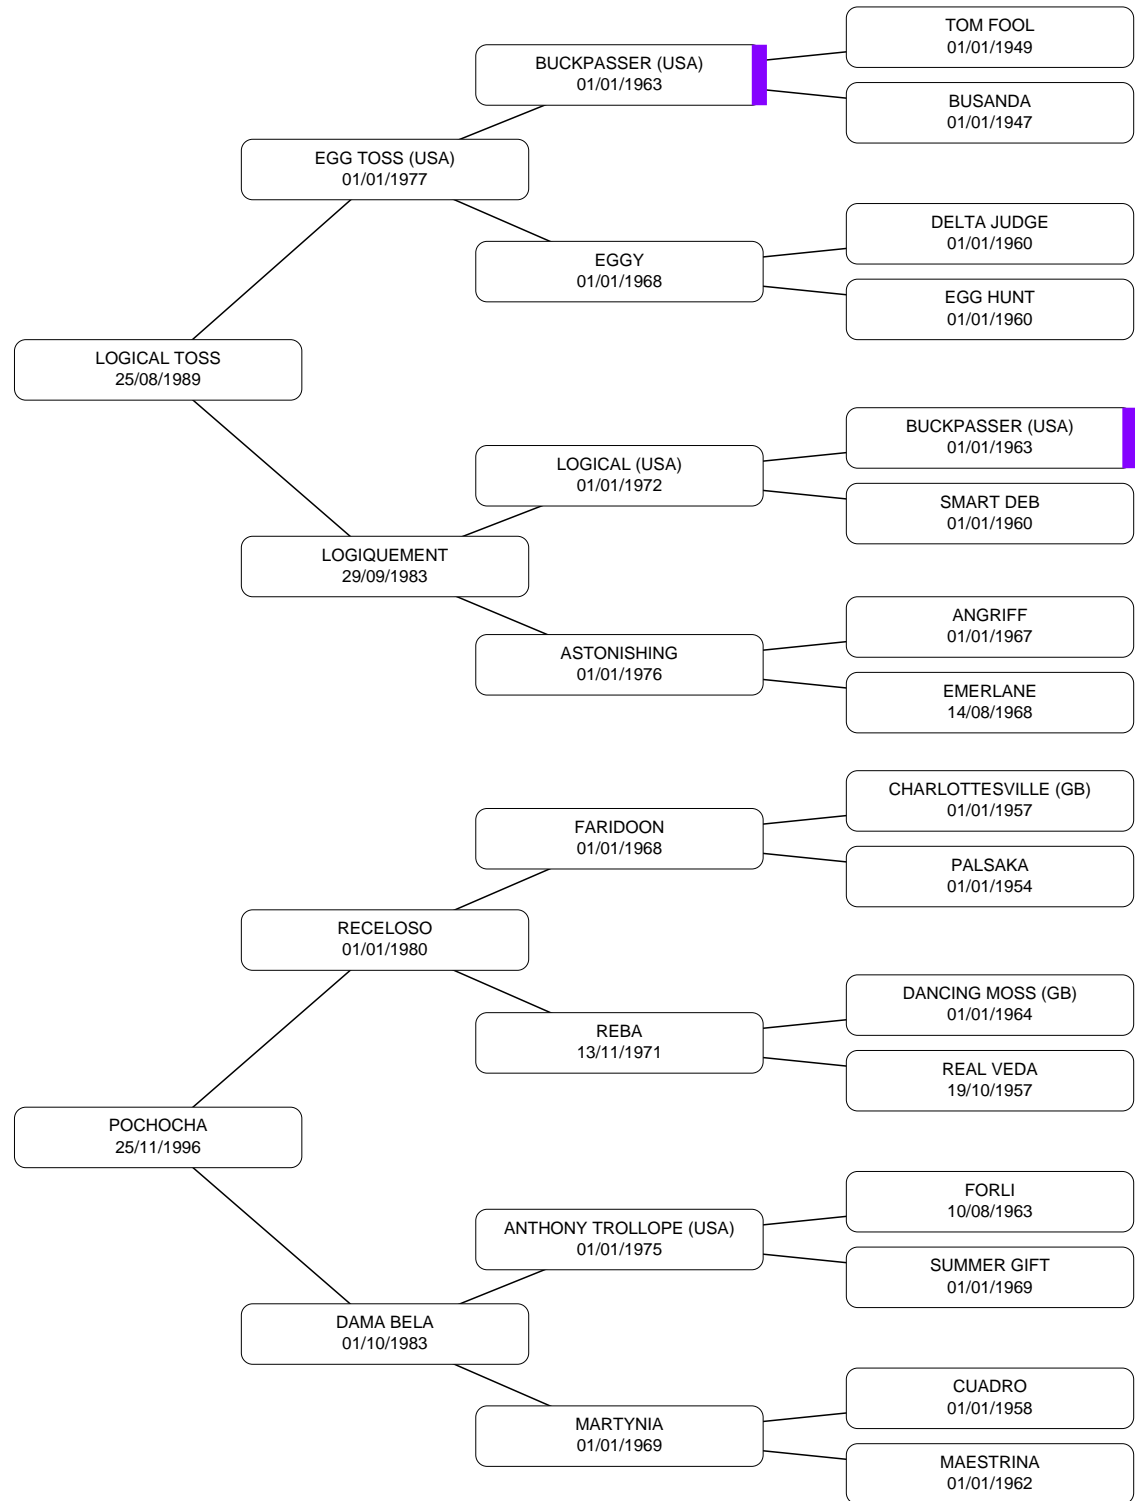 TOM FOOL
01/01/1949
BUCKPASSER (USA)
01/01/1963
BUSANDA
01/01/1947
EGG TOSS (USA)
01/01/1977
DELTA JUDGE
01/01/1960
EGGY
01/01/1968
EGG HUNT
01/01/1960
LOGICAL TOSS
25/08/1989
BUCKPASSER (USA)
01/01/1963
LOGICAL (USA)
01/01/1972
SMART DEB
01/01/1960
LOGIQUEMENT
29/09/1983
ANGRIFF
01/01/1967
ASTONISHING
01/01/1976
EMERLANE
14/08/1968
CHARLOTTESVILLE (GB)
01/01/1957
FARIDOON
01/01/1968
PALSAKA
01/01/1954
RECELOSO
01/01/1980
DANCING MOSS (GB)
01/01/1964
REBA
13/11/1971
REAL VEDA
19/10/1957
POCHOCHA
25/11/1996
FORLI
10/08/1963
ANTHONY TROLLOPE (USA)
01/01/1975
SUMMER GIFT
01/01/1969
DAMA BELA
01/10/1983
CUADRO
01/01/1958
MARTYNIA
01/01/1969
MAESTRINA
01/01/1962